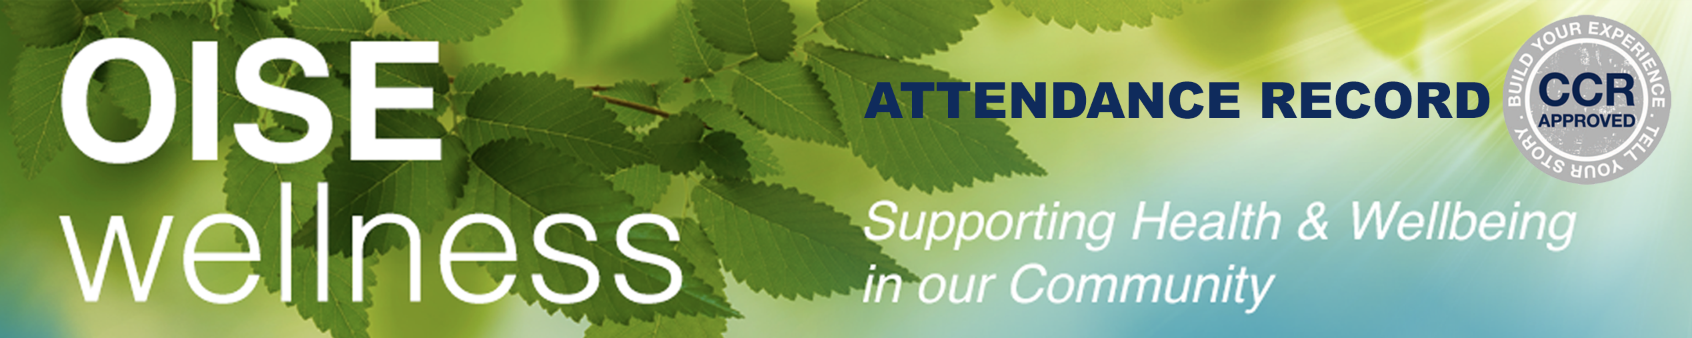 OISE
wellness
ATTENDANCE RECORD
Supporting Health & Wellbeing
in our Community
BUILD YOUR EXPERIENCE
CCR
APPROVED
· TELL YOUR STORY ·